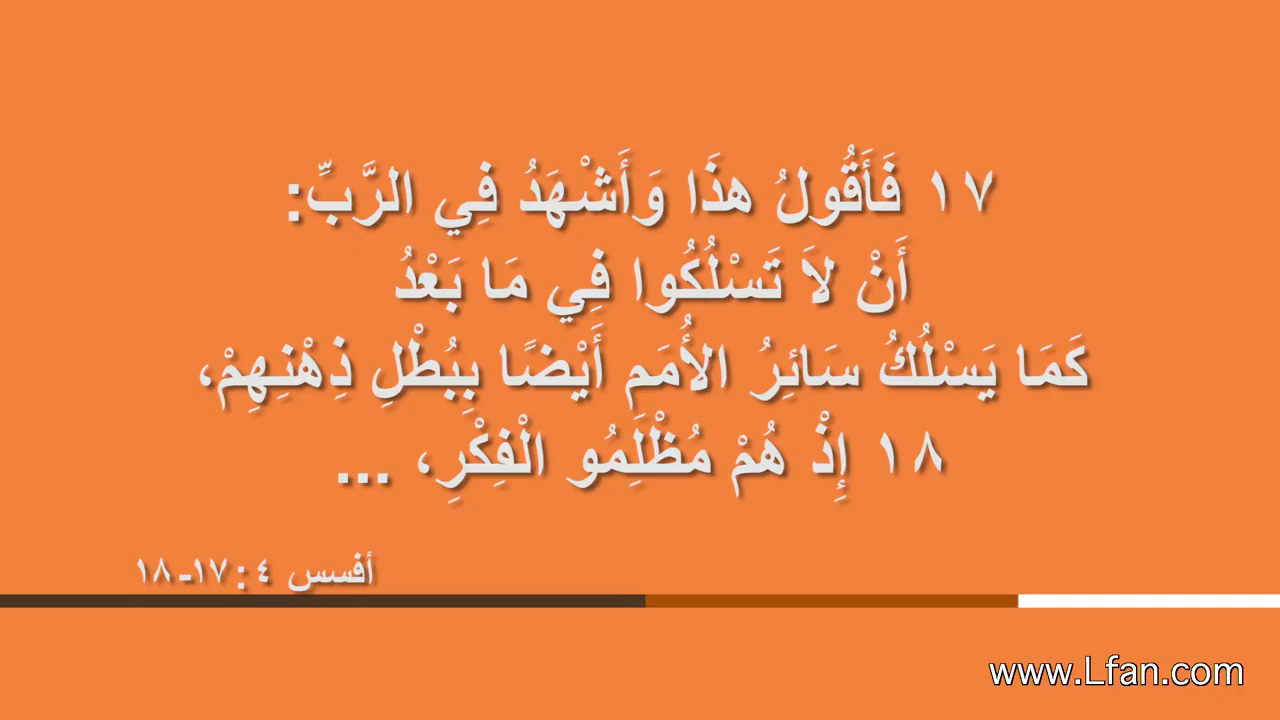 ١٧ فَأَقُولُ هذَا وَأَشْهَدُ فِي الرَّبِّ:
أَنْ لاَ تَسْلُكُوا فِي مَا بَعْدُ
كَمَا يَسْلُكُ سَائِرُ الأُمَمِ أَيْضًا بِبُطْلِ ذِهْنِهِمْ،
١٨ إِذْ هُمْ مُظْلِمُو الْفِكْرِ، ...
أفسس ٤ : ١٧-١٨
www.Lfan.com